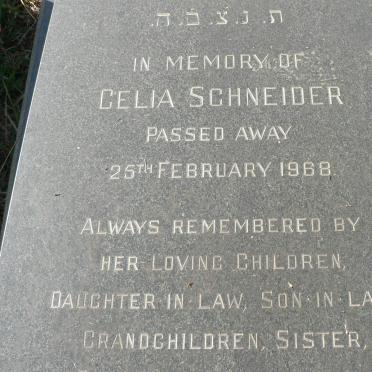 ת.נ.צ.ב.ה.
IN MEMORY OF
CELIA SCHNEIDER
PASSED AWAY
25TH FEBRUARY 1968.
ALWAYS REMEMBERED BY
HER LOVING CHILDREN,
DAUGHTER-IN-LAW, SON-IN-LA
GRANDCHILDREN, SISTER,